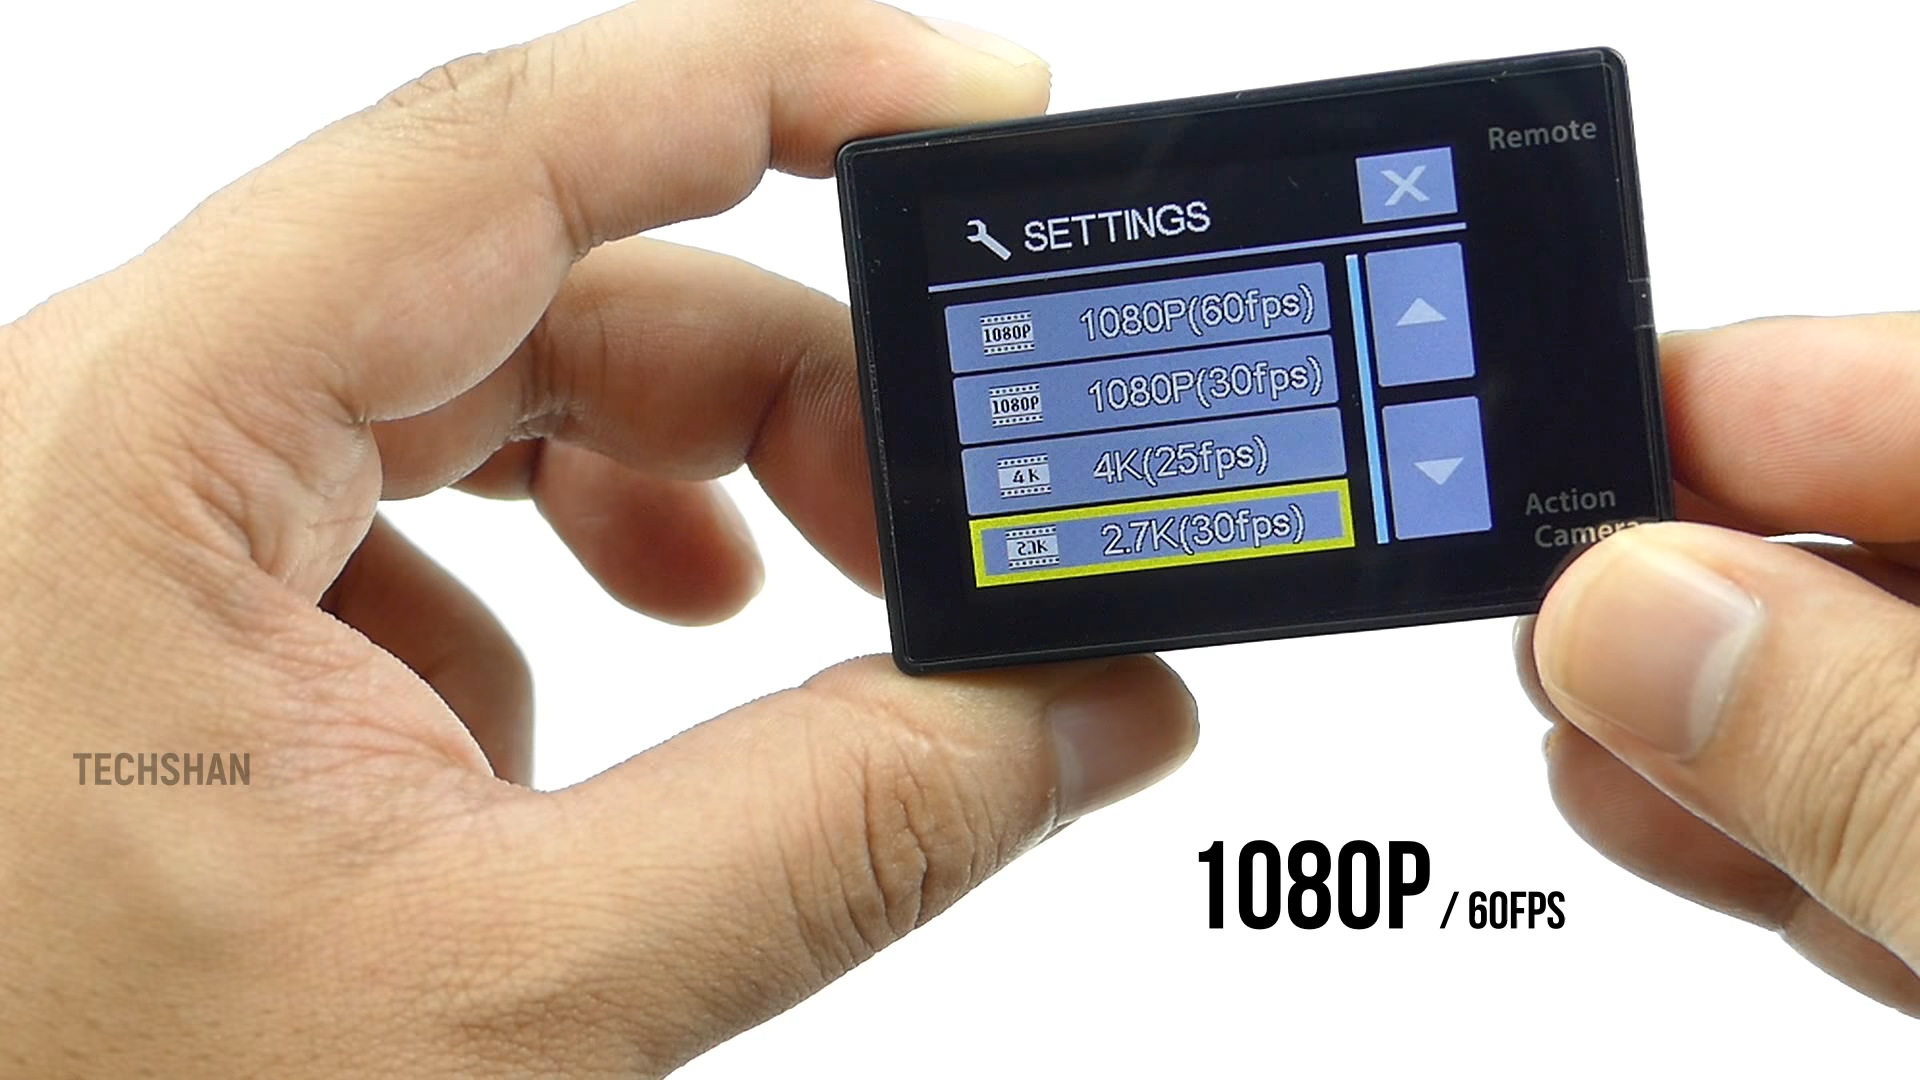 Remote
X
SETTINGS
1080P 1080P(60fps)
1080P 1080P(30fps)
4K 4K(25fps)
2.7K 2.7K(30fps)
Action
Camera
TECHSHAN
1080P / 60FPS